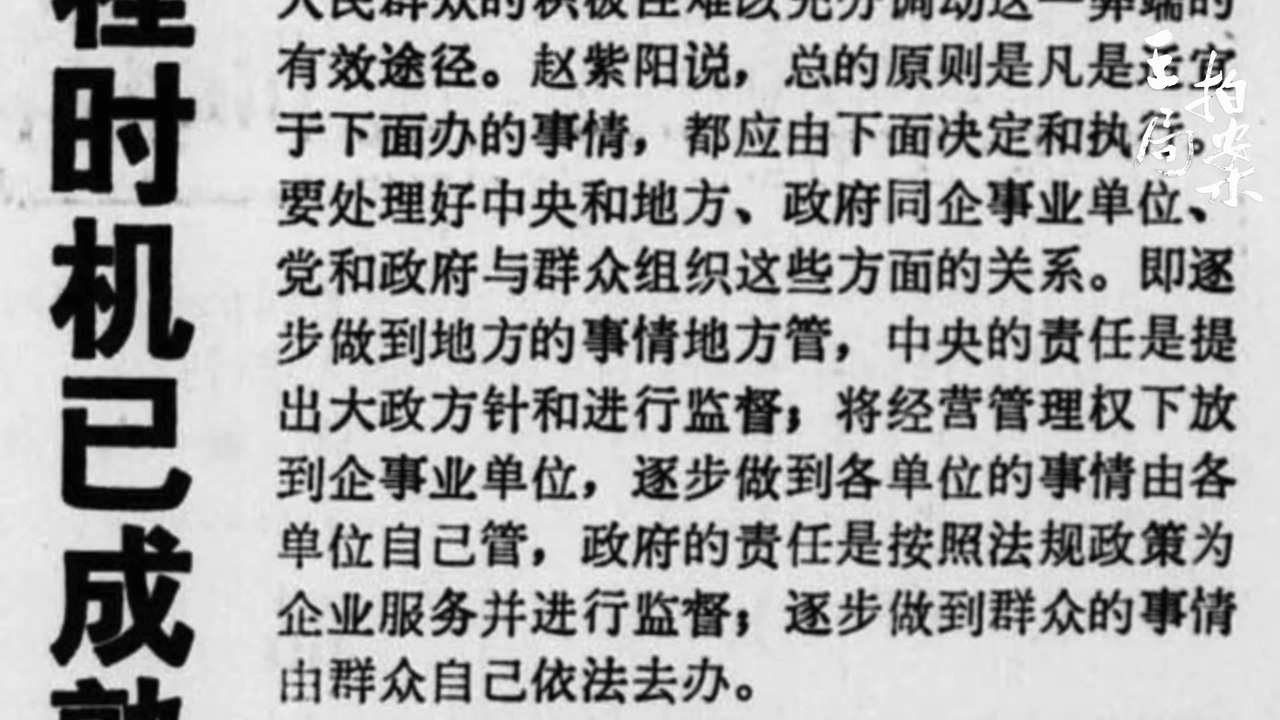 程时机已成熟
人民群众的积极性难以充分调动这一弊端的
有效途径。赵紫阳说，总的原则是凡是适宜
于下面办的事情，都应由下面决定和执行。
要处理好中央和地方、政府同企事业单位、
党和政府与群众组织这些方面的关系。即逐
步做到地方的事情地方管，中央的责任是提
出大政方针和进行监督；将经营管理权下放
到企事业单位，逐步做到各单位的事情由各
单位自己管，政府的责任是按照法规政策为
企业服务并进行监督；逐步做到群众的事情
由群众自己依法去办。
王局拍案